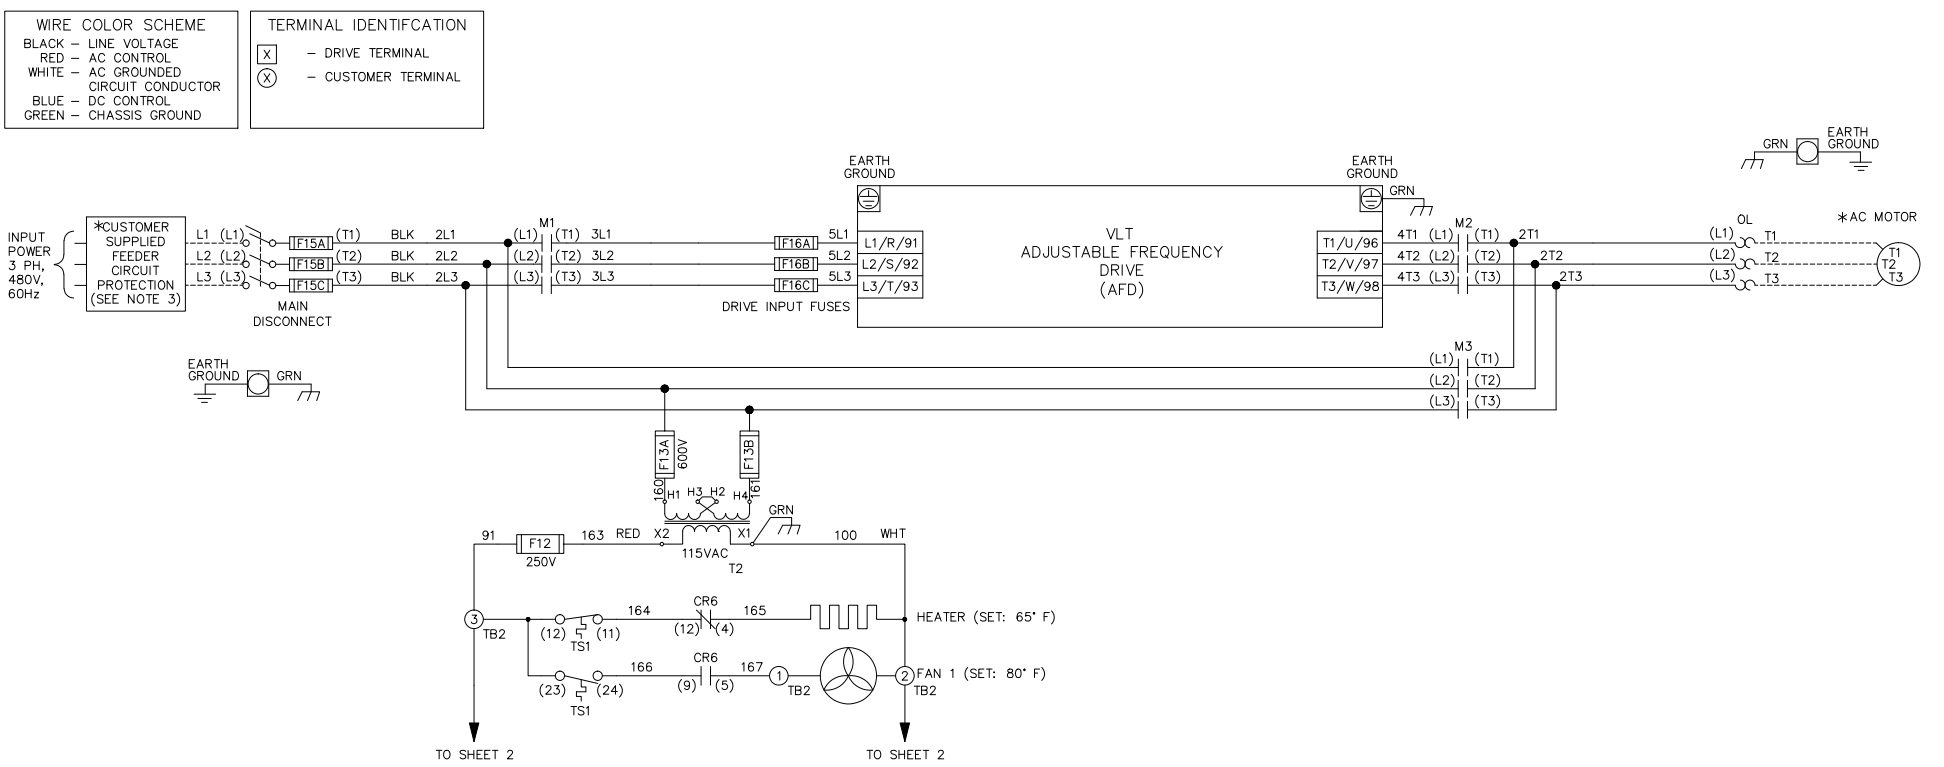 WIRE COLOR SCHEME
BLACK – LINE VOLTAGE
RED – AC CONTROL
WHITE – AC GROUNDED
CIRCUIT CONDUCTOR
BLUE – DC CONTROL
GREEN – CHASSIS GROUND
TERMINAL IDENTIFCATION
X – DRIVE TERMINAL
X – CUSTOMER TERMINAL
EARTH
GROUND
EARTH
GROUND
GRN
GRN
EARTH
GROUND
INPUT
POWER
3 PH,
480V,
60Hz
*CUSTOMER
SUPPLIED
FEEDER
CIRCUIT
PROTECTION
(SEE NOTE 3)
L1 (L1) F15A (T1) BLK 2L1 (L1) M1 (T1) 3L1 F16A 5L1 L1/R/91
L2 (L2) F15B (T2) BLK 2L2 (L2) (T2) 3L2 F16B 5L2 L2/S/92
L3 (L3) F15C (T3) BLK 2L3 (L3) (T3) 3L3 F16C 5L3 L3/T/93
MAIN
DISCONNECT
DRIVE INPUT FUSES
VLT
ADJUSTABLE FREQUENCY
DRIVE
(AFD)
T1/U/96 4T1 (L1) M2 (T1) 2T1 (L1) OL T1
T2/V/97 4T2 (L2) (T2) 2T2 (L2) T2
T3/W/98 4T3 (L3) (T3) 2T3 (L3) T3
*AC MOTOR
T1
T2
T3
M3
(L1) (T1)
(L2) (T2)
(L3) (T3)
EARTH
GROUND
GRN
F13A
600V
F13B
160 H1 H3 H2 H4 161
GRN
91 F12 163 RED X2 X1 100 WHT
250V
115VAC
T2
3 TB2 (12) TS1 (11) 164 CR6 (12) (4) 165 HEATER (SET: 65° F)
(23) TS1 (24) 166 CR6 (9) (5) 167 1 TB2 2 TB2 FAN 1 (SET: 80° F)
TO SHEET 2
TO SHEET 2